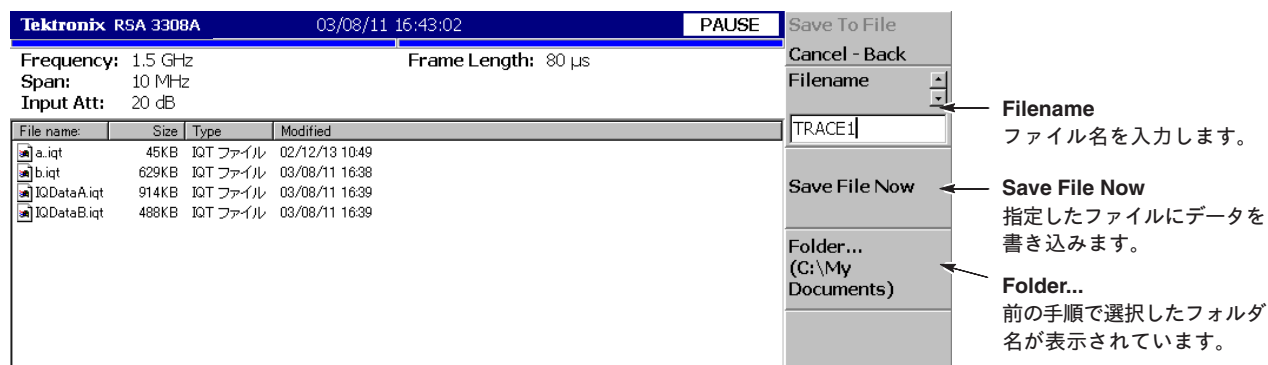 Tektronix RSA 3308A 03/08/11 16:43:02 PAUSE
Frequency: 1.5 GHz Frame Length: 80 µs
Span: 10 MHz
Input Att: 20 dB
File name: Size Type Modified
a..iqt 45KB IQT ファイル 02/12/13 10:49
b.iqt 629KB IQT ファイル 03/08/11 16:38
IQDataA.iqt 914KB IQT ファイル 03/08/11 16:39
IQDataB.iqt 488KB IQT ファイル 03/08/11 16:39
Save To File
Cancel - Back
Filename
TRACE1
Save File Now
Folder...
(C:\My
Documents)
Filename
ファイル名を入力します。
Save File Now
指定したファイルにデータを
書き込みます。
Folder...
前の手順で選択したフォルダ
名が表示されています。